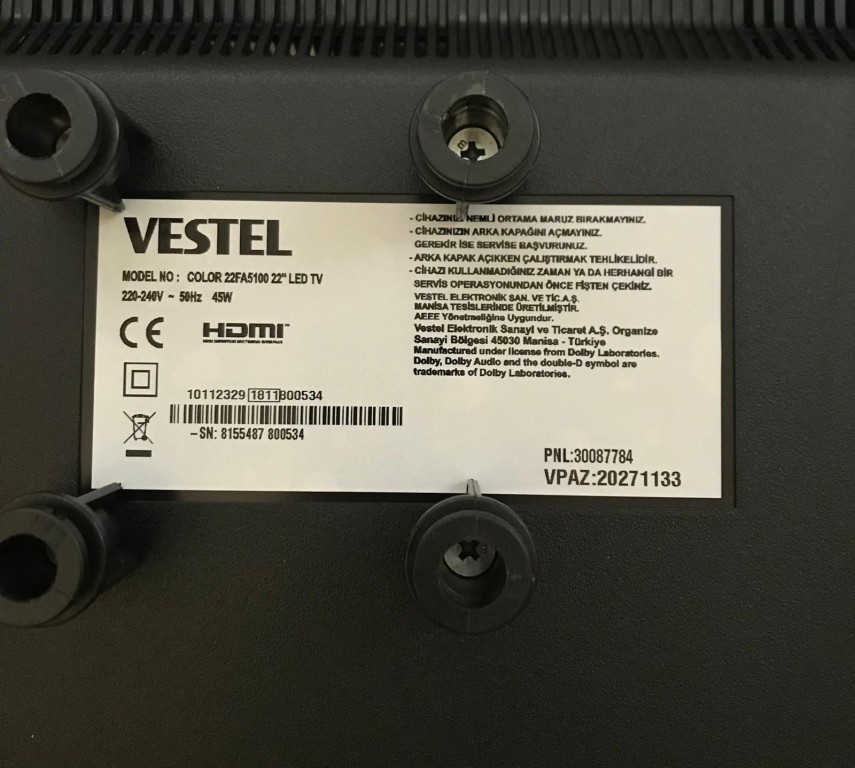 VESTEL
MODEL NO : COLOR 22FA5100 22" LED TV
220-240V ~ 50Hz 45W
CE HDMI
10112329 1811800534
-SN: 8155487 800534
- CİHAZINIZI NEMLİ ORTAMA MARUZ BIRAKMAYINIZ.
- CİHAZINIZIN ARKA KAPAĞINI AÇMAYINIZ.
GEREKİR İSE SERVİSE BAŞVURUNUZ.
- ARKA KAPAK AÇIKKEN ÇALIŞTIRMAK TEHLİKELİDİR.
- CİHAZI KULLANMADIĞINIZ ZAMAN YA DA HERHANGİ BİR
SERVİS OPERASYONUNDAN ÖNCE FİŞTEN ÇEKİNİZ.
VESTEL ELEKTRONİK SAN. VE TİC.A.Ş.
MANİSA TESİSLERİNDE ÜRETİLMİŞTİR.
AEEE Yönetmeliğine Uygundur.
Vestel Elektronik Sanayi ve Ticaret A.Ş. Organize
Sanayi Bölgesi 45030 Manisa - Türkiye
Manufactured under license from Dolby Laboratories.
Dolby, Dolby Audio and the double-D symbol are
trademarks of Dolby Laboratories.
PNL:30087784
VPAZ:20271133